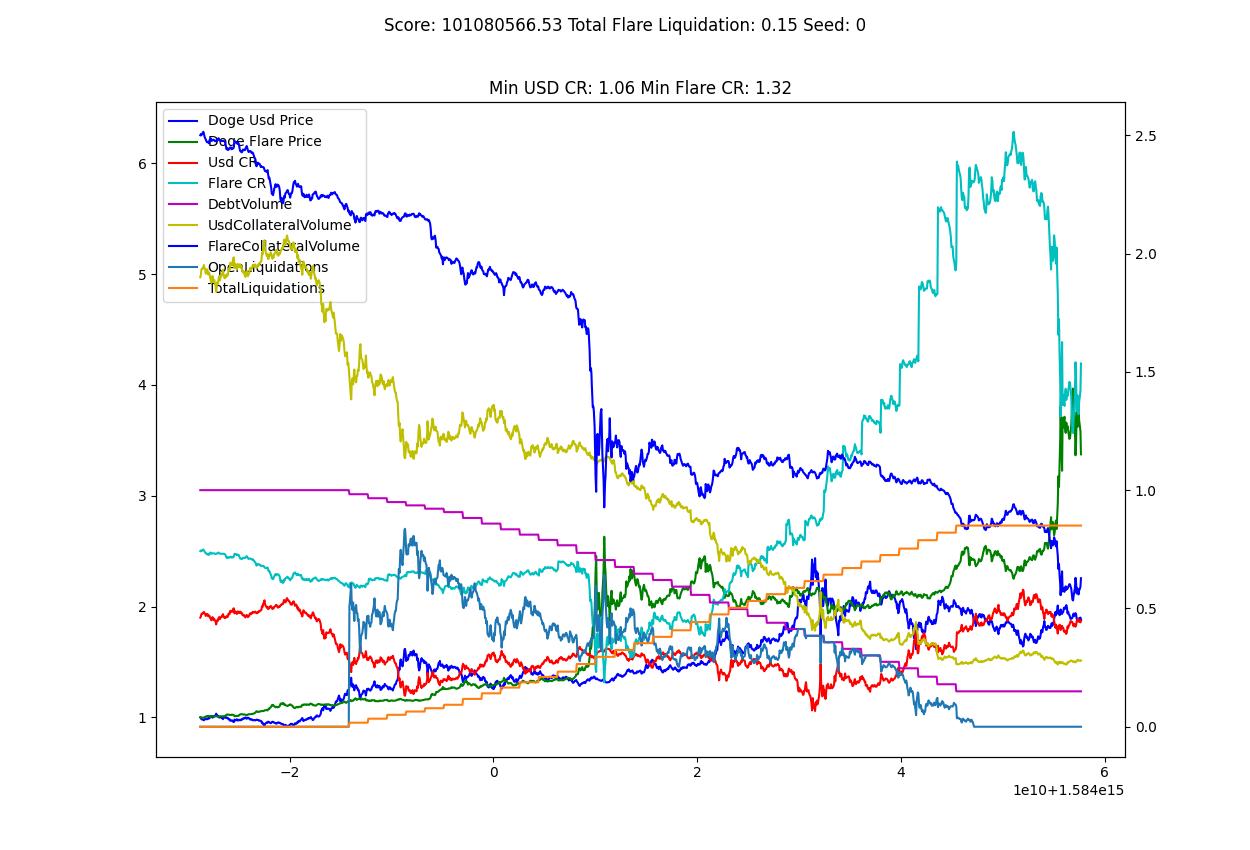 Score: 101080566.53 Total Flare Liquidation: 0.15 Seed: 0
Min USD CR: 1.06 Min Flare CR: 1.32
Doge Usd Price
Doge Flare Price
Usd CR
Flare CR
DebtVolume
UsdCollateralVolume
FlareCollateralVolume
OpenLiquidations
TotalLiquidations
6
5
4
3
2
1
2.5
2.0
1.5
1.0
0.5
0.0
−2
0
2
4
6
1e10+1.584e15